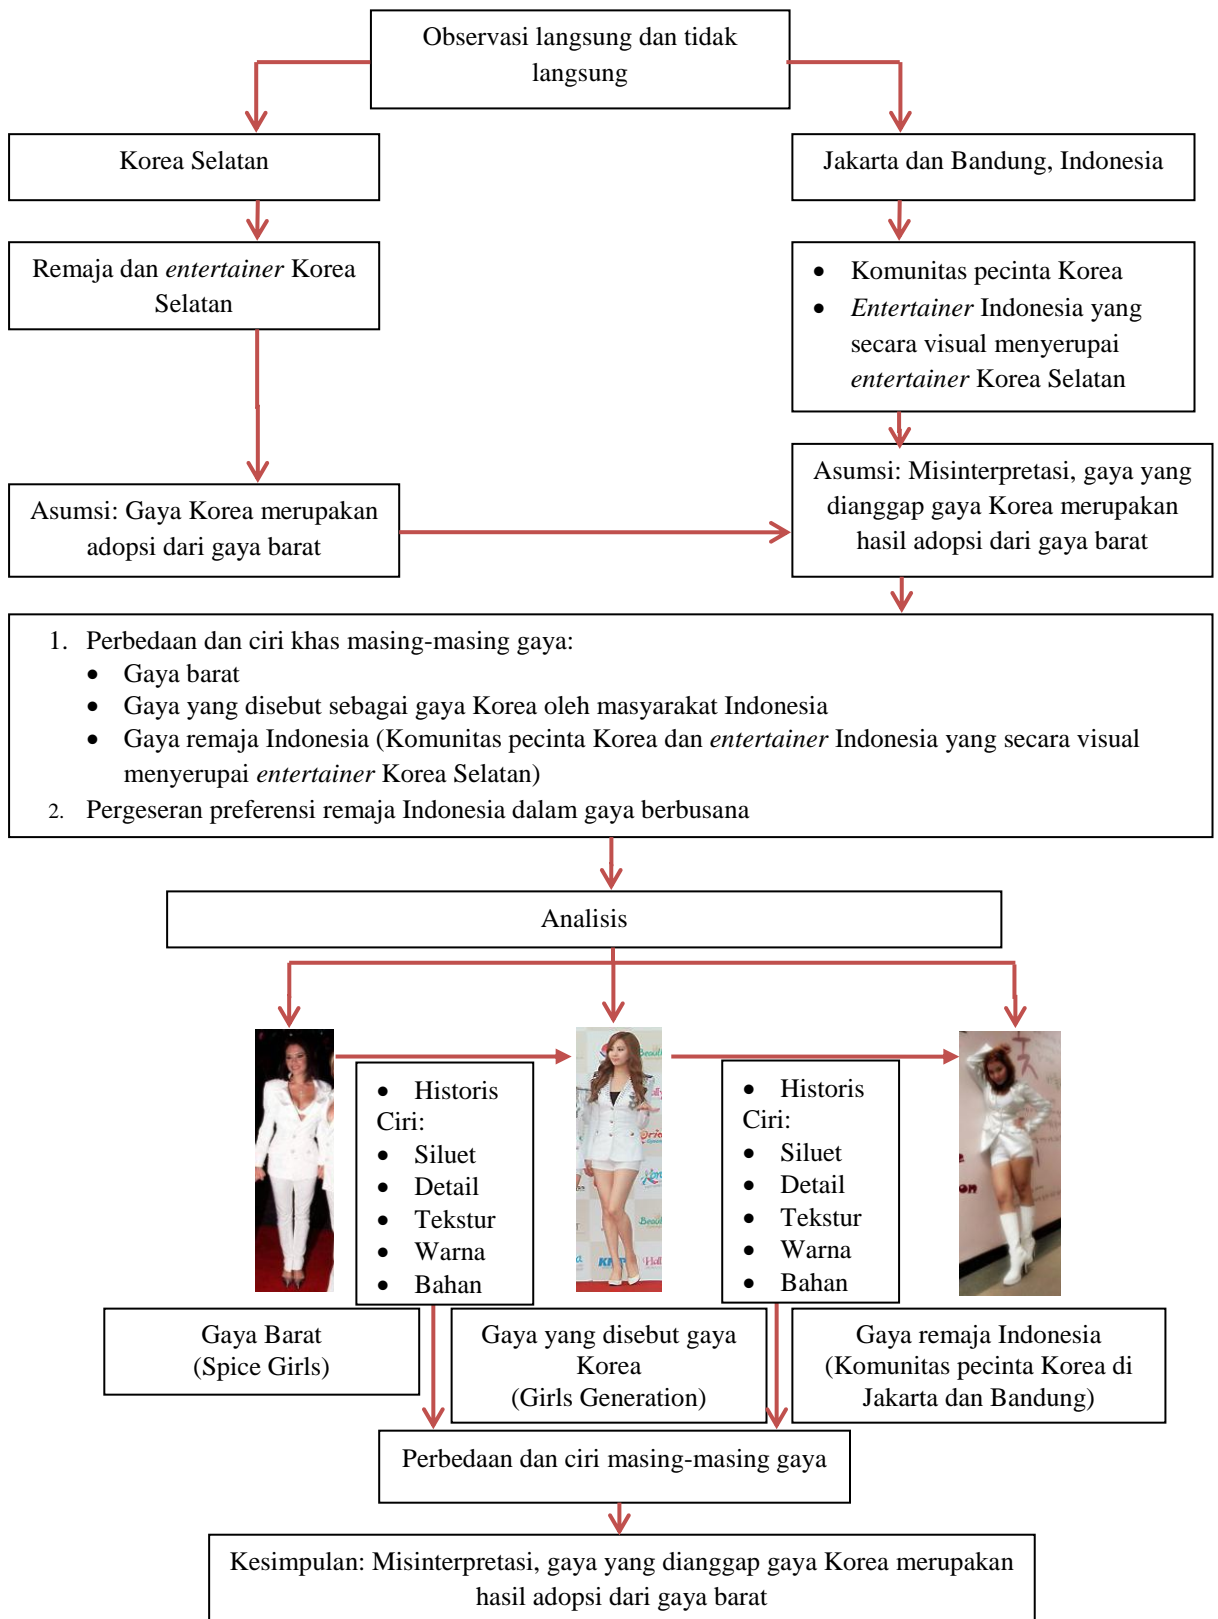 Observasi langsung dan tidak
langsung
Korea Selatan
Jakarta dan Bandung, Indonesia
Remaja dan entertainer Korea
Selatan
• Komunitas pecinta Korea
• Entertainer Indonesia yang
secara visual menyerupai
entertainer Korea Selatan
Asumsi: Gaya Korea merupakan
adopsi dari gaya barat
Asumsi: Misinterpretasi, gaya yang
dianggap gaya Korea merupakan
hasil adopsi dari gaya barat
1. Perbedaan dan ciri khas masing-masing gaya:
• Gaya barat
• Gaya yang disebut sebagai gaya Korea oleh masyarakat Indonesia
• Gaya remaja Indonesia (Komunitas pecinta Korea dan entertainer Indonesia yang secara visual
menyerupai entertainer Korea Selatan)
2. Pergeseran preferensi remaja Indonesia dalam gaya berbusana
Analisis
• Historis
Ciri:
• Siluet
• Detail
• Tekstur
• Warna
• Bahan
• Historis
Ciri:
• Siluet
• Detail
• Tekstur
• Warna
• Bahan
Gaya Barat
(Spice Girls)
Gaya yang disebut gaya
Korea
(Girls Generation)
Gaya remaja Indonesia
(Komunitas pecinta Korea di
Jakarta dan Bandung)
Perbedaan dan ciri masing-masing gaya
Kesimpulan: Misinterpretasi, gaya yang dianggap gaya Korea merupakan
hasil adopsi dari gaya barat